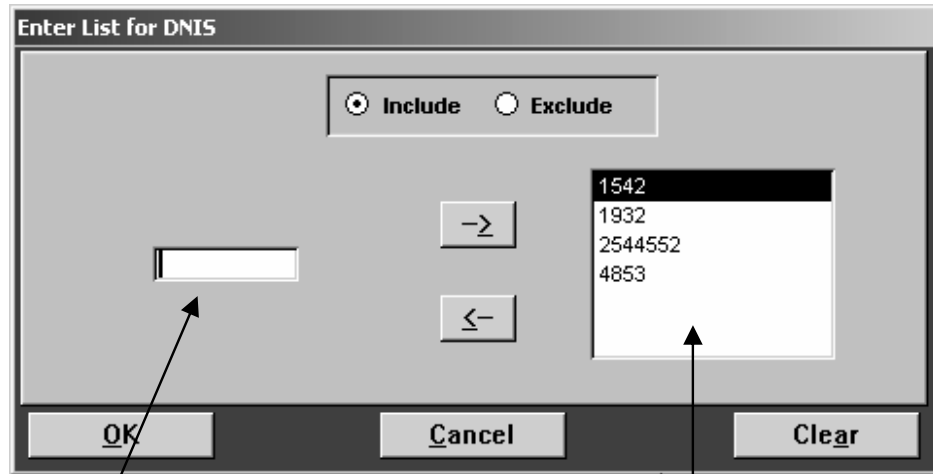 Enter List for DNIS
Include Exclude
1542
1932
2544552
4853
->
<-
OK Cancel Clear